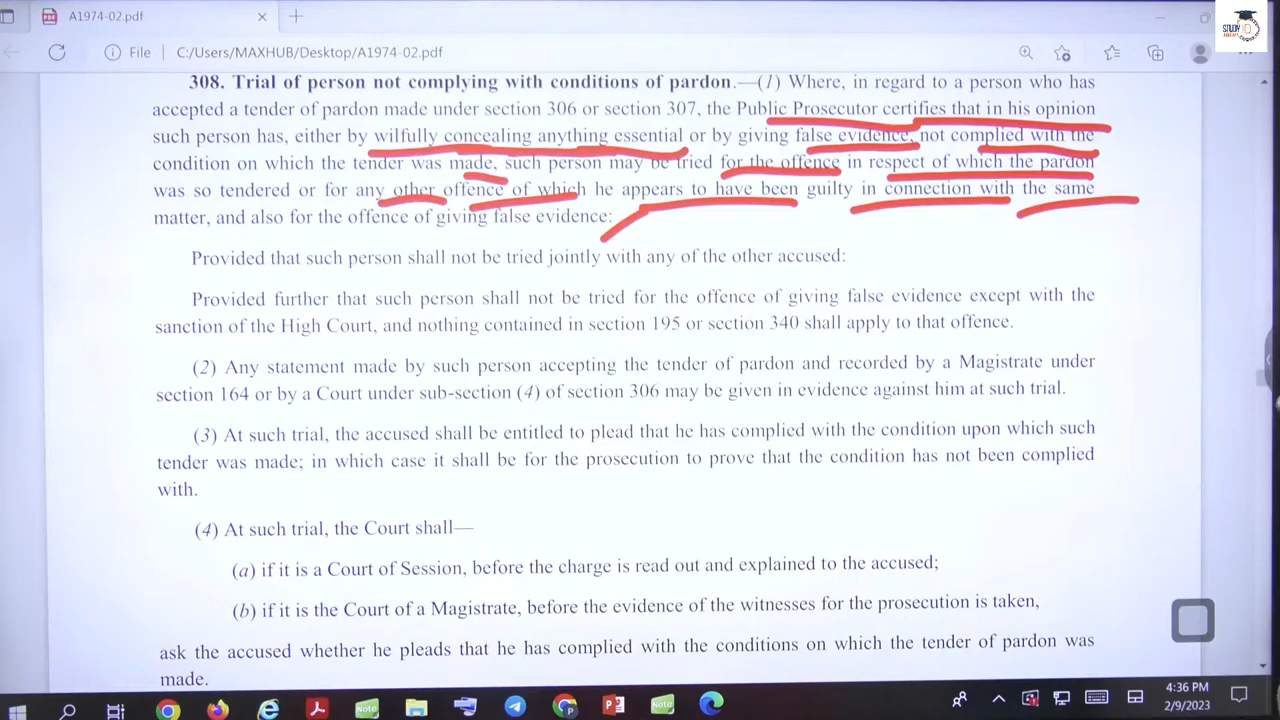 A1974-02.pdf
STUDY IQ
File C:/Users/MAXHUB/Desktop/A1974-02.pdf
308. Trial of person not complying with conditions of pardon.—(1) Where, in regard to a person who has
accepted a tender of pardon made under section 306 or section 307, the Public Prosecutor certifies that in his opinion
such person has, either by wilfully concealing anything essential or by giving false evidence, not complied with the
condition on which the tender was made, such person may be tried for the offence in respect of which the pardon
was so tendered or for any other offence of which he appears to have been guilty in connection with the same
matter, and also for the offence of giving false evidence:
Provided that such person shall not be tried jointly with any of the other accused:
Provided further that such person shall not be tried for the offence of giving false evidence except with the
sanction of the High Court, and nothing contained in section 195 or section 340 shall apply to that offence.
(2) Any statement made by such person accepting the tender of pardon and recorded by a Magistrate under
section 164 or by a Court under sub-section (4) of section 306 may be given in evidence against him at such trial.
(3) At such trial, the accused shall be entitled to plead that he has complied with the condition upon which such
tender was made; in which case it shall be for the prosecution to prove that the condition has not been complied
with.
(4) At such trial, the Court shall—
(a) if it is a Court of Session, before the charge is read out and explained to the accused;
(b) if it is the Court of a Magistrate, before the evidence of the witnesses for the prosecution is taken,
ask the accused whether he pleads that he has complied with the conditions on which the tender of pardon was
made.
4:36 PM
Note Note
2/9/2023